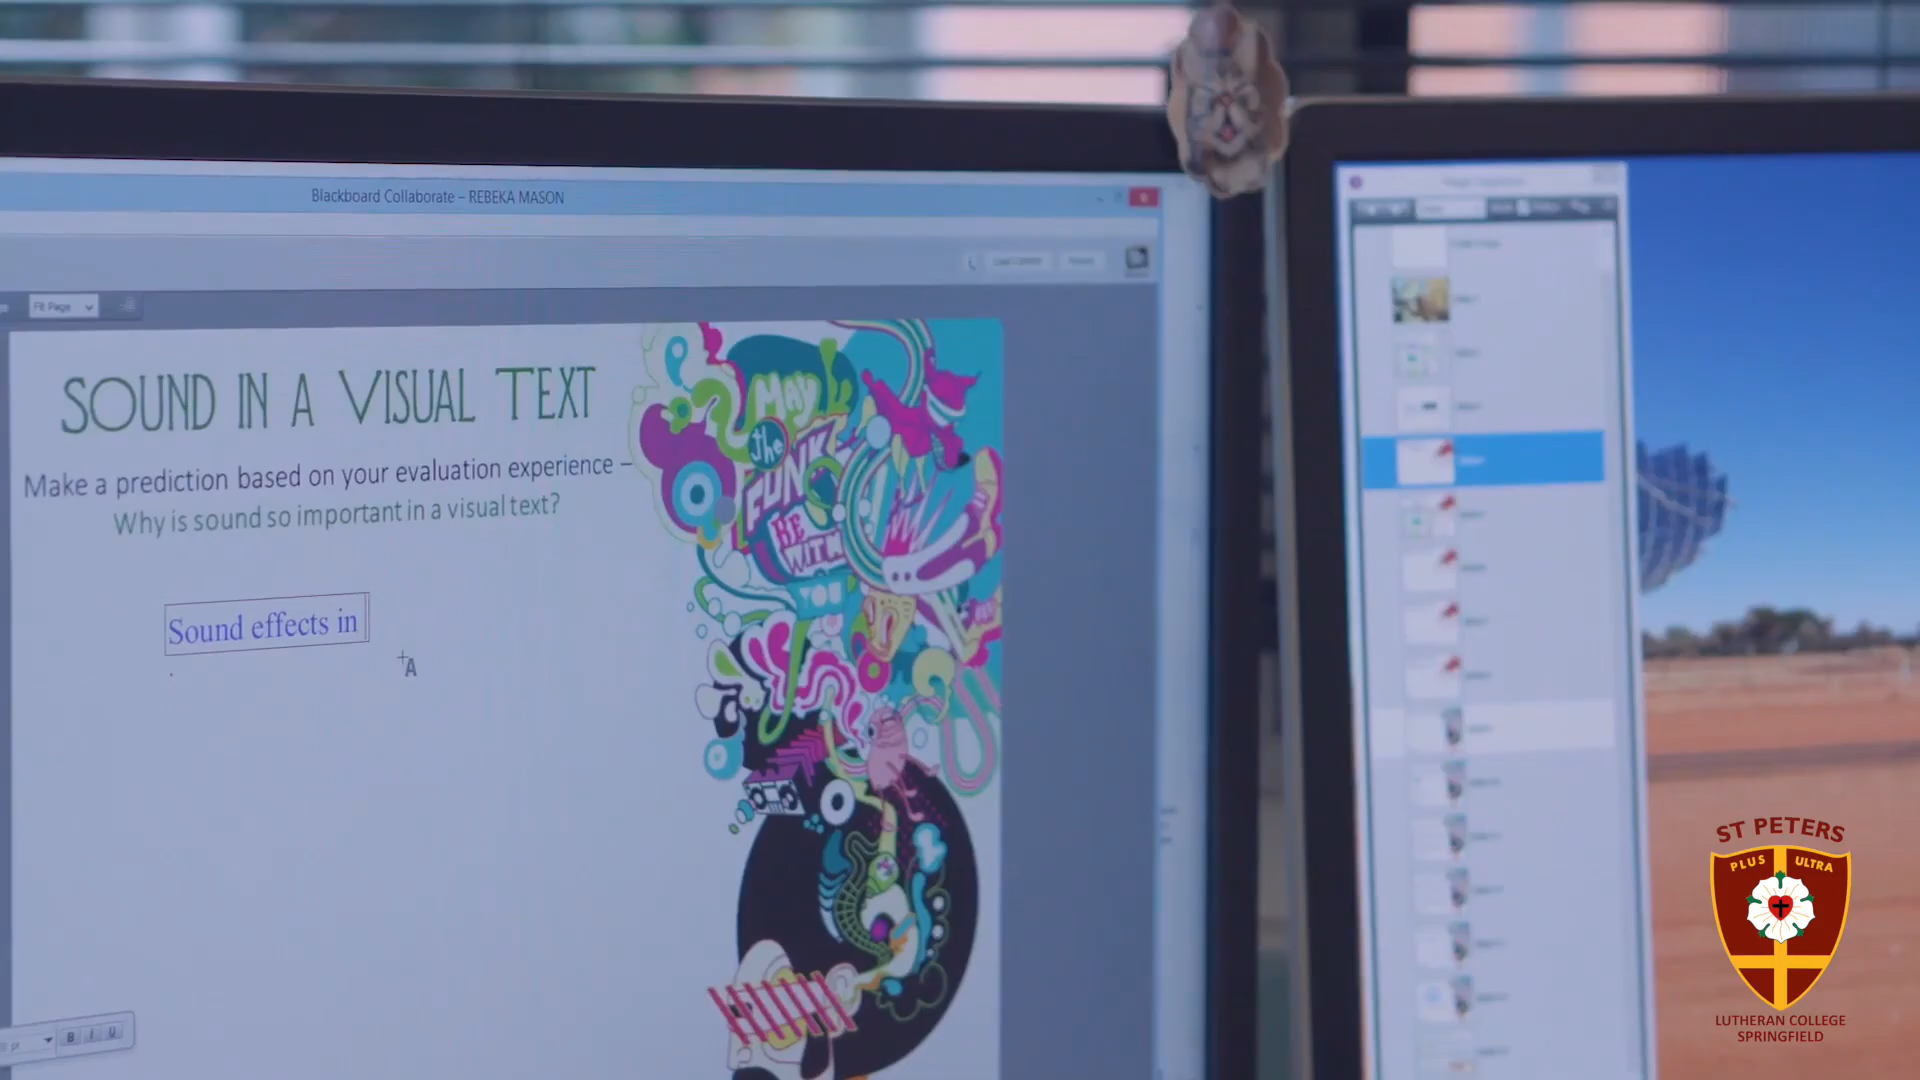 Blackboard Collaborate – REBEKA MASON
Fit Page
SOUND IN A VISUAL TEXT
Make a prediction based on your evaluation experience –
Why is sound so important in a visual text?
MAY
the
FUNK
BE
WITH
YOU
Sound effects in
A
pt
B I U
ST PETERS
PLUS ULTRA
LUTHERAN COLLEGE
SPRINGFIELD